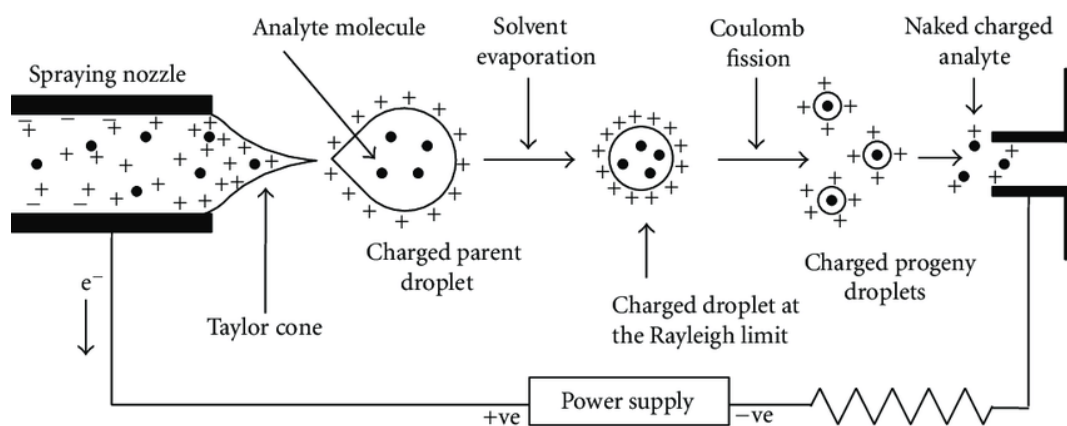 Spraying nozzle
Analyte molecule
Solvent
evaporation
Coulomb
fission
Naked charged
analyte
Charged parent
droplet
Taylor cone
Charged droplet at
the Rayleigh limit
Charged progeny
droplets
e⁻
+ve
Power supply
−ve